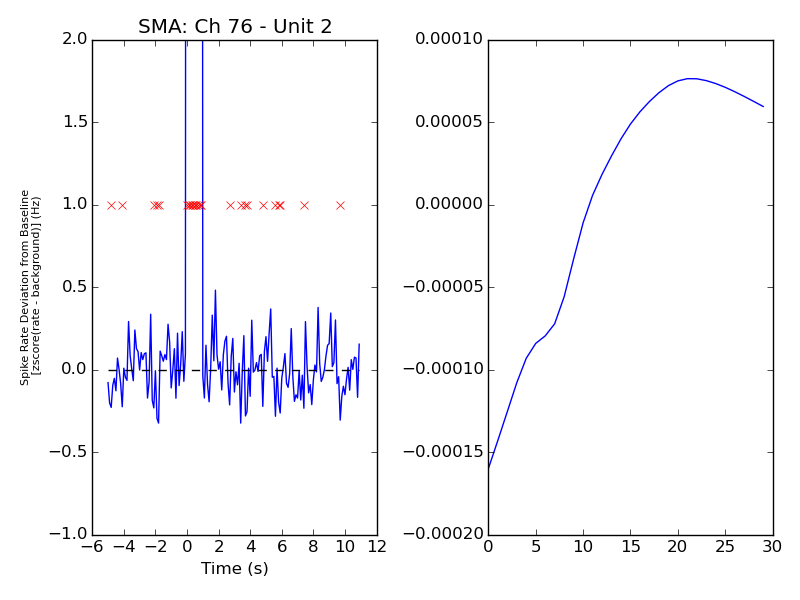 SMA: Ch 76 - Unit 2
2.0
1.5
1.0
0.5
0.0
−0.5
−1.0
−6 −4 −2 0 2 4 6 8 10 12
Time (s)
Spike Rate Deviation from Baseline
[zscore(rate - background)] (Hz)
0.00010
0.00005
0.00000
−0.00005
−0.00010
−0.00015
−0.00020
0 5 10 15 20 25 30